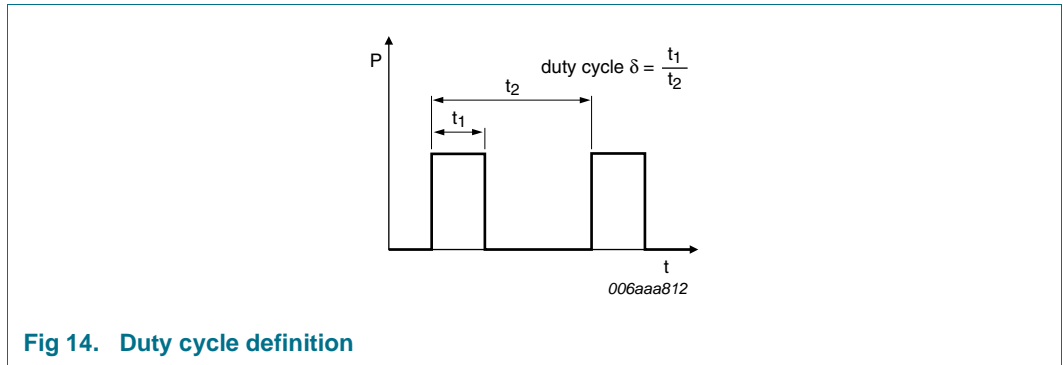 P
duty cycle δ = t1
t2
t2
t1
t
006aaa812
Fig 14. Duty cycle definition